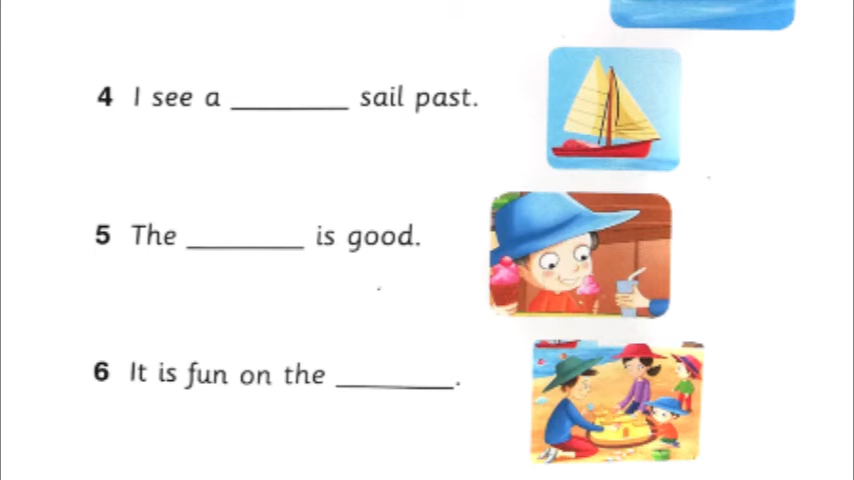 4 I see a ________ sail past.
5 The ________ is good.
6 It is fun on the ________.